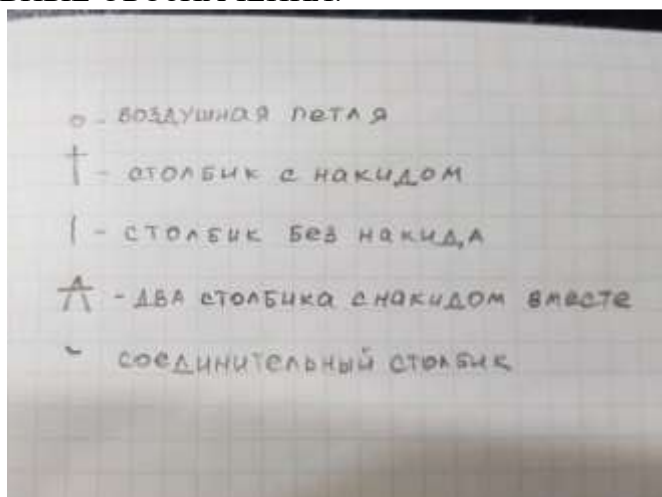 о - воздушная петля
† - столбик с накидом
| - столбик без накида
- два столбика с накидом вместе
соединительный столбик